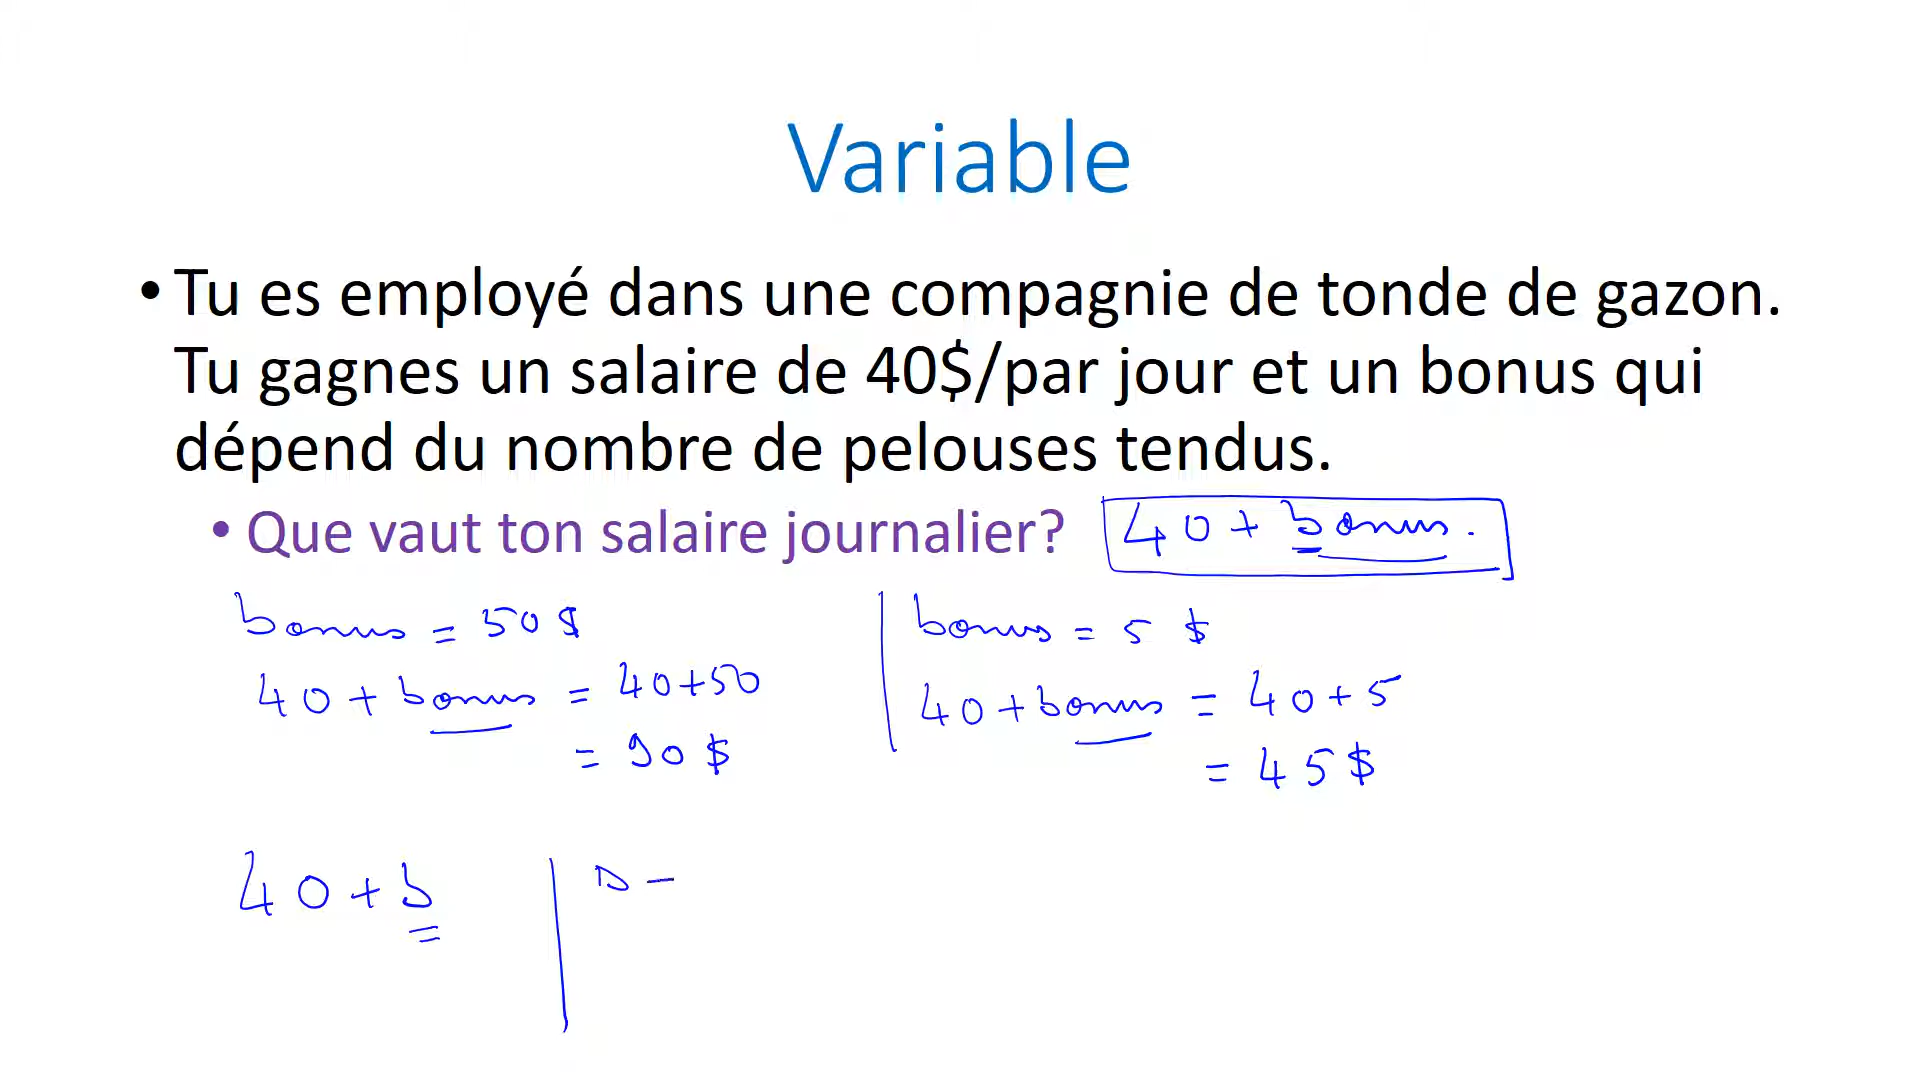 Variable
• Tu es employé dans une compagnie de tonde de gazon.
Tu gagnes un salaire de 40$/par jour et un bonus qui
dépend du nombre de pelouses tendus.
• Que vaut ton salaire journalier? 40 + bonus.
bonus = 50 $
40 + bonus = 40+50
= 90 $
bonus = 5 $
40 + bonus = 40 + 5
= 45 $
40 + b